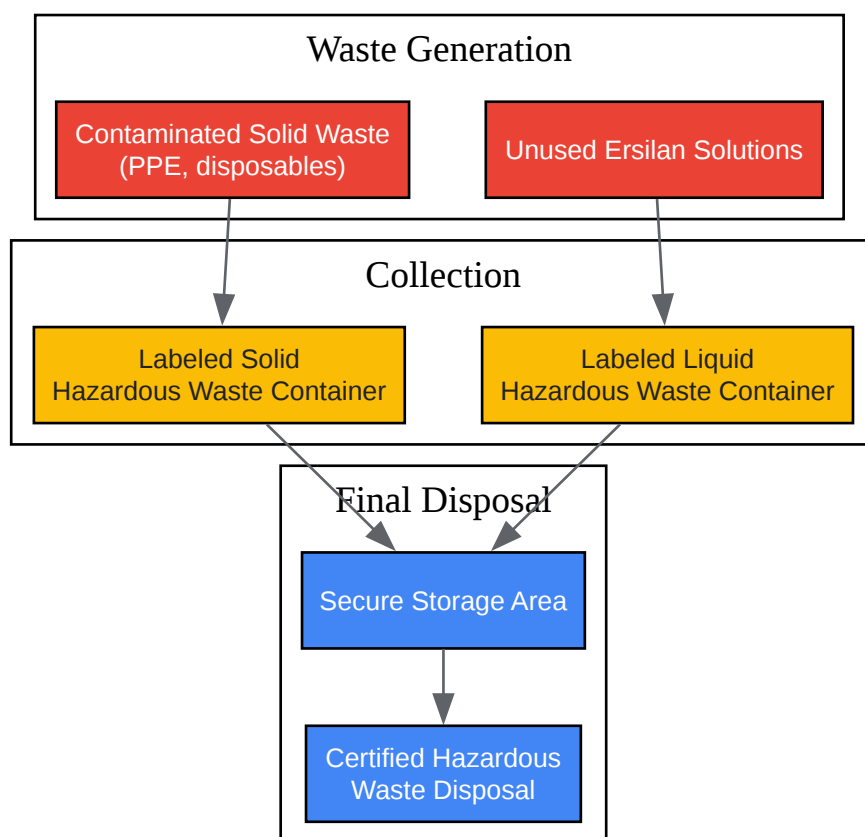 Waste Generation
Contaminated Solid Waste
(PPE, disposables)
Unused Ersilan Solutions
Collection
Labeled Solid
Hazardous Waste Container
Labeled Liquid
Hazardous Waste Container
Final Disposal
Secure Storage Area
Certified Hazardous
Waste Disposal